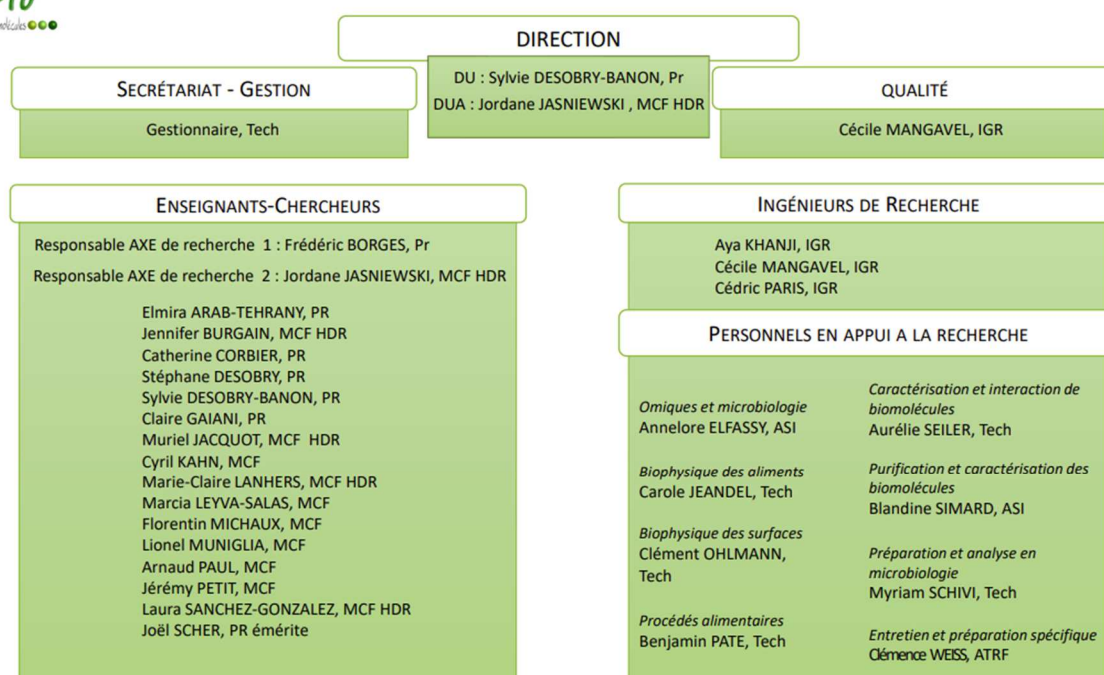 molécules
DIRECTION
DU : Sylvie DESOBRY-BANON, Pr
DUA : Jordane JASNIEWSKI , MCF HDR
SECRÉTARIAT - GESTION
Gestionnaire, Tech
QUALITÉ
Cécile MANGAVEL, IGR
ENSEIGNANTS-CHERCHEURS
Responsable AXE de recherche 1 : Frédéric BORGES, Pr
Responsable AXE de recherche 2 : Jordane JASNIEWSKI, MCF HDR
Elmira ARAB-TEHRANY, PR
Jennifer BURGAIN, MCF HDR
Catherine CORBIER, PR
Stéphane DESOBRY, PR
Sylvie DESOBRY-BANON, PR
Claire GAIANI, PR
Muriel JACQUOT, MCF HDR
Cyril KAHN, MCF
Marie-Claire LANHERS, MCF HDR
Marcia LEYVA-SALAS, MCF
Florentin MICHAUX, MCF
Lionel MUNIGLIA, MCF
Arnaud PAUL, MCF
Jérémy PETIT, MCF
Laura SANCHEZ-GONZALEZ, MCF HDR
Joël SCHER, PR émérite
INGÉNIEURS DE RECHERCHE
Aya KHANJI, IGR
Cécile MANGAVEL, IGR
Cédric PARIS, IGR
PERSONNELS EN APPUI A LA RECHERCHE
Omiques et microbiologie
Annelore ELFASSY, ASI
Biophysique des aliments
Carole JEANDEL, Tech
Biophysique des surfaces
Clément OHLMANN,
Tech
Procédés alimentaires
Benjamin PATE, Tech
Caractérisation et interaction de
biomolécules
Aurélie SEILER, Tech
Purification et caractérisation des
biomolécules
Blandine SIMARD, ASI
Préparation et analyse en
microbiologie
Myriam SCHIVI, Tech
Entretien et préparation spécifique
Clémence WEISS, ATRF